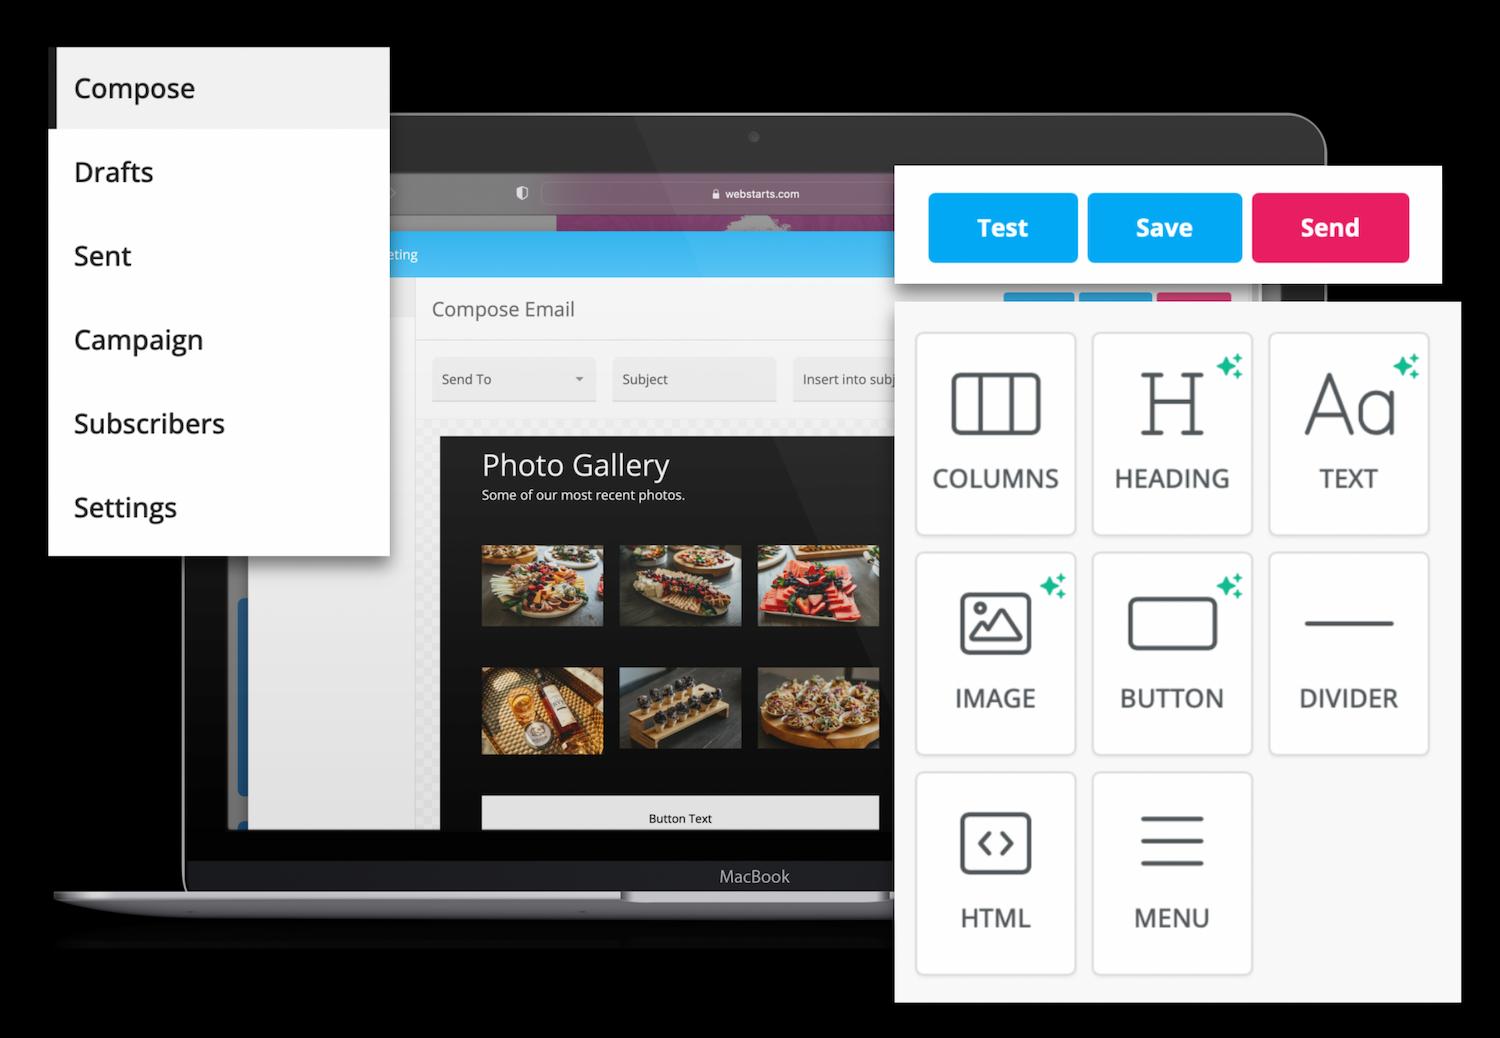 Compose
Drafts
Sent
Campaign
Subscribers
Settings
webstarts.com
eting
Compose Email
Send To
Subject
Insert into subj
Photo Gallery
Some of our most recent photos.
Button Text
MacBook
Test
Save
Send
COLUMNS
HEADING
TEXT
IMAGE
BUTTON
DIVIDER
HTML
MENU